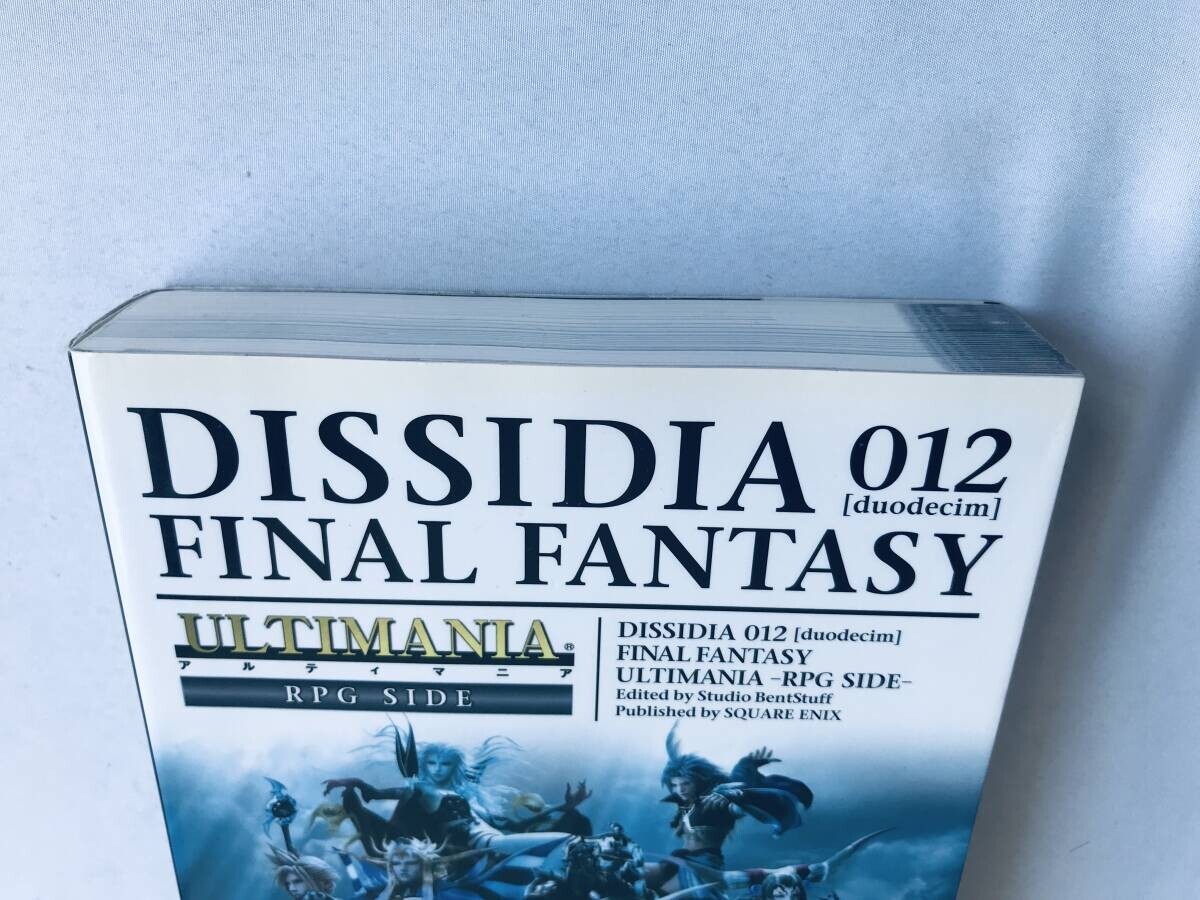 DISSIDIA 012
[duodecim]
FINAL FANTASY
ULTIMANIA®
アルティマニア
RPG SIDE
DISSIDIA 012 [duodecim]
FINAL FANTASY
ULTIMANIA -RPG SIDE-
Edited by Studio BentStuff
Published by SQUARE ENIX